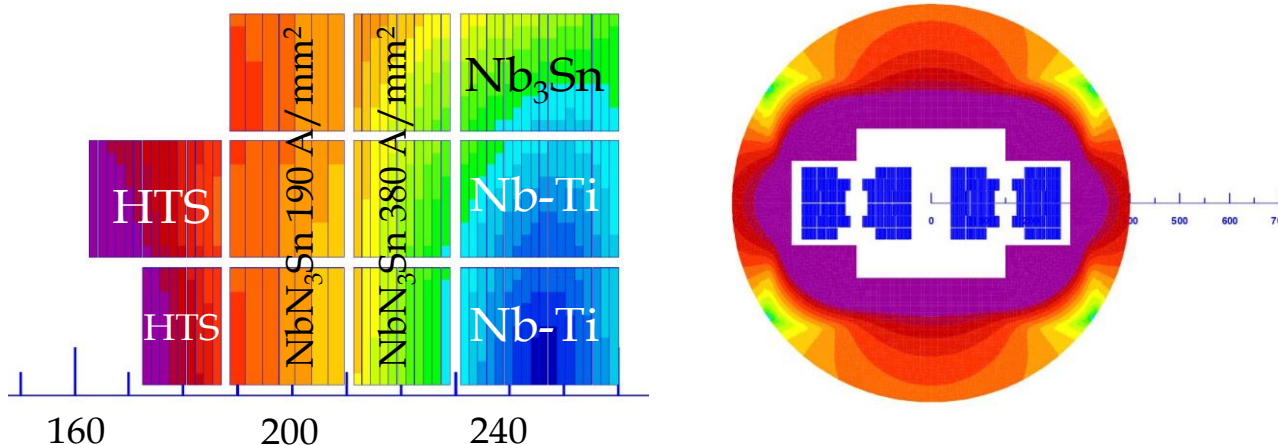 Nb₃Sn
HTS
NbN₃Sn 190 A/mm²
NbN₃Sn 380 A/mm²
Nb-Ti
HTS
Nb-Ti
160 200 240
0 500 600